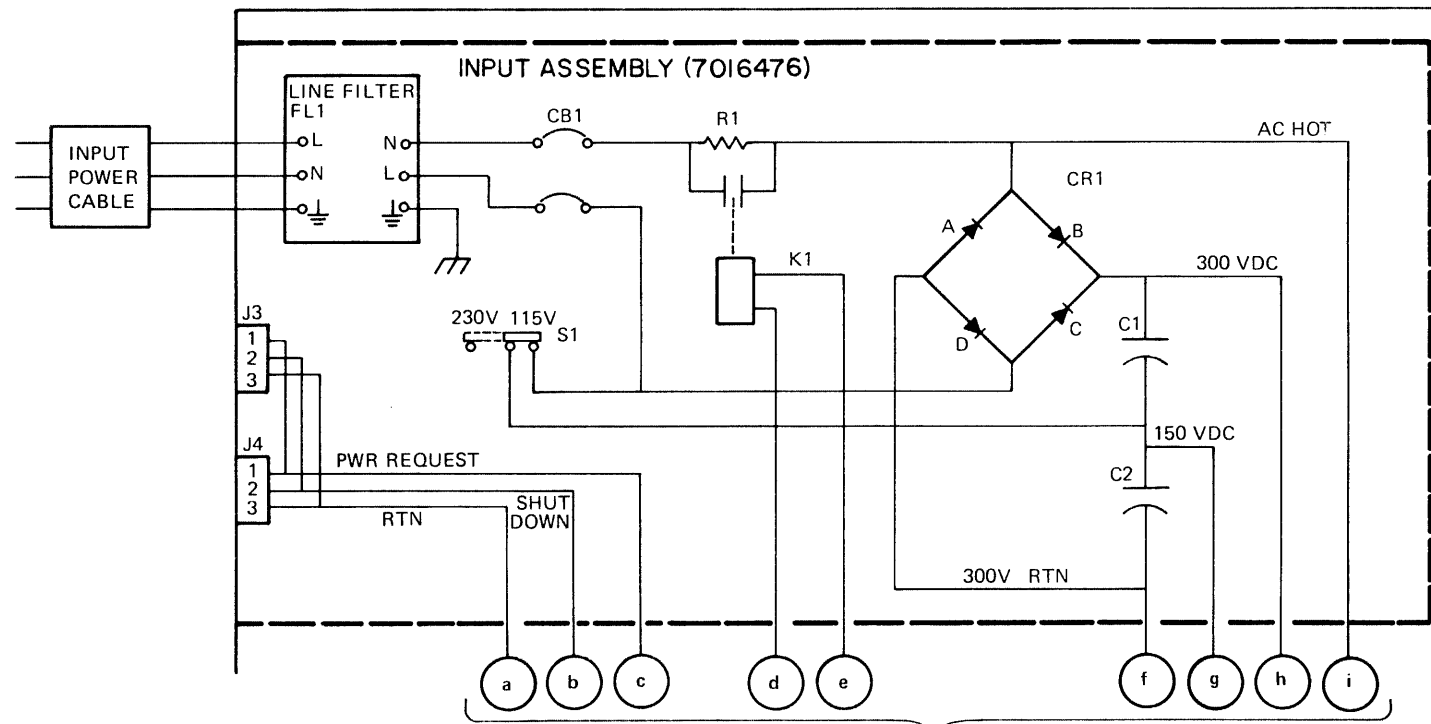 INPUT ASSEMBLY (7016476)
LINE FILTER
FL1
L
N
N
L
INPUT
POWER
CABLE
CB1
R1
AC HOT
CR1
A
B
C
D
K1
300 VDC
C1
230V 115V
S1
J3
1
2
3
150 VDC
C2
J4
1
2
3
PWR REQUEST
SHUT
DOWN
RTN
300V RTN
a
b
c
d
e
f
g
h
i